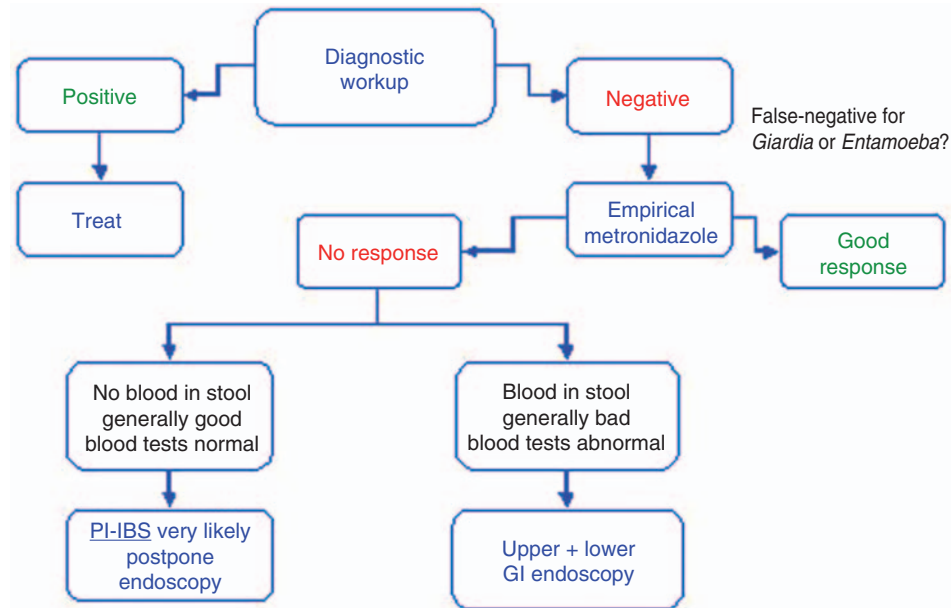 Diagnostic
workup
Positive
Negative
False-negative for
Giardia or Entamoeba?
Treat
Empirical
metronidazole
No response
Good
response
No blood in stool
generally good
blood tests normal
Blood in stool
generally bad
blood tests abnormal
PI-IBS very likely
postpone
endoscopy
Upper + lower
GI endoscopy